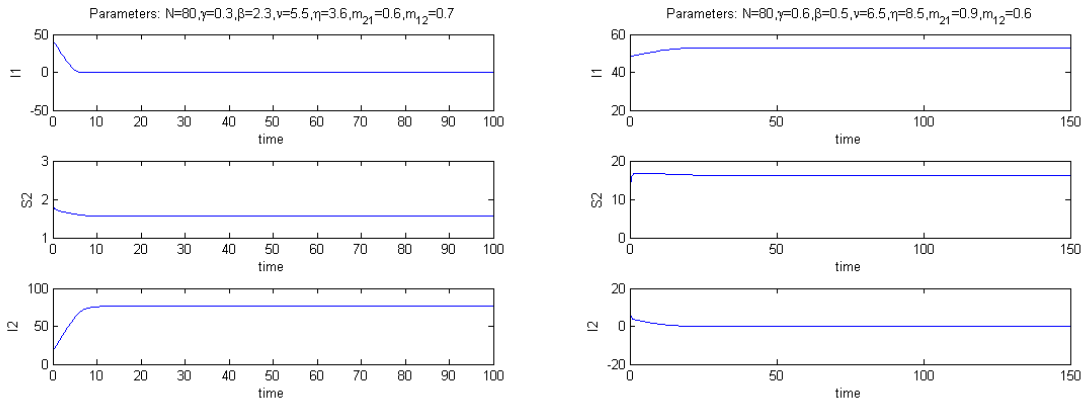 Parameters: N=80,γ=0.3,β=2.3,ν=5.5,η=3.6,m21=0.6,m12=0.7
50
0
-50
I1
0 10 20 30 40 50 60 70 80 90 100
time
3
2
1
S2
0 10 20 30 40 50 60 70 80 90 100
time
100
50
0
I2
0 10 20 30 40 50 60 70 80 90 100
time
Parameters: N=80,γ=0.6,β=0.5,ν=6.5,η=8.5,m21=0.9,m12=0.6
60
40
20
I1
0 50 100 150
time
20
10
0
S2
0 50 100 150
time
20
0
-20
I2
0 50 100 150
time